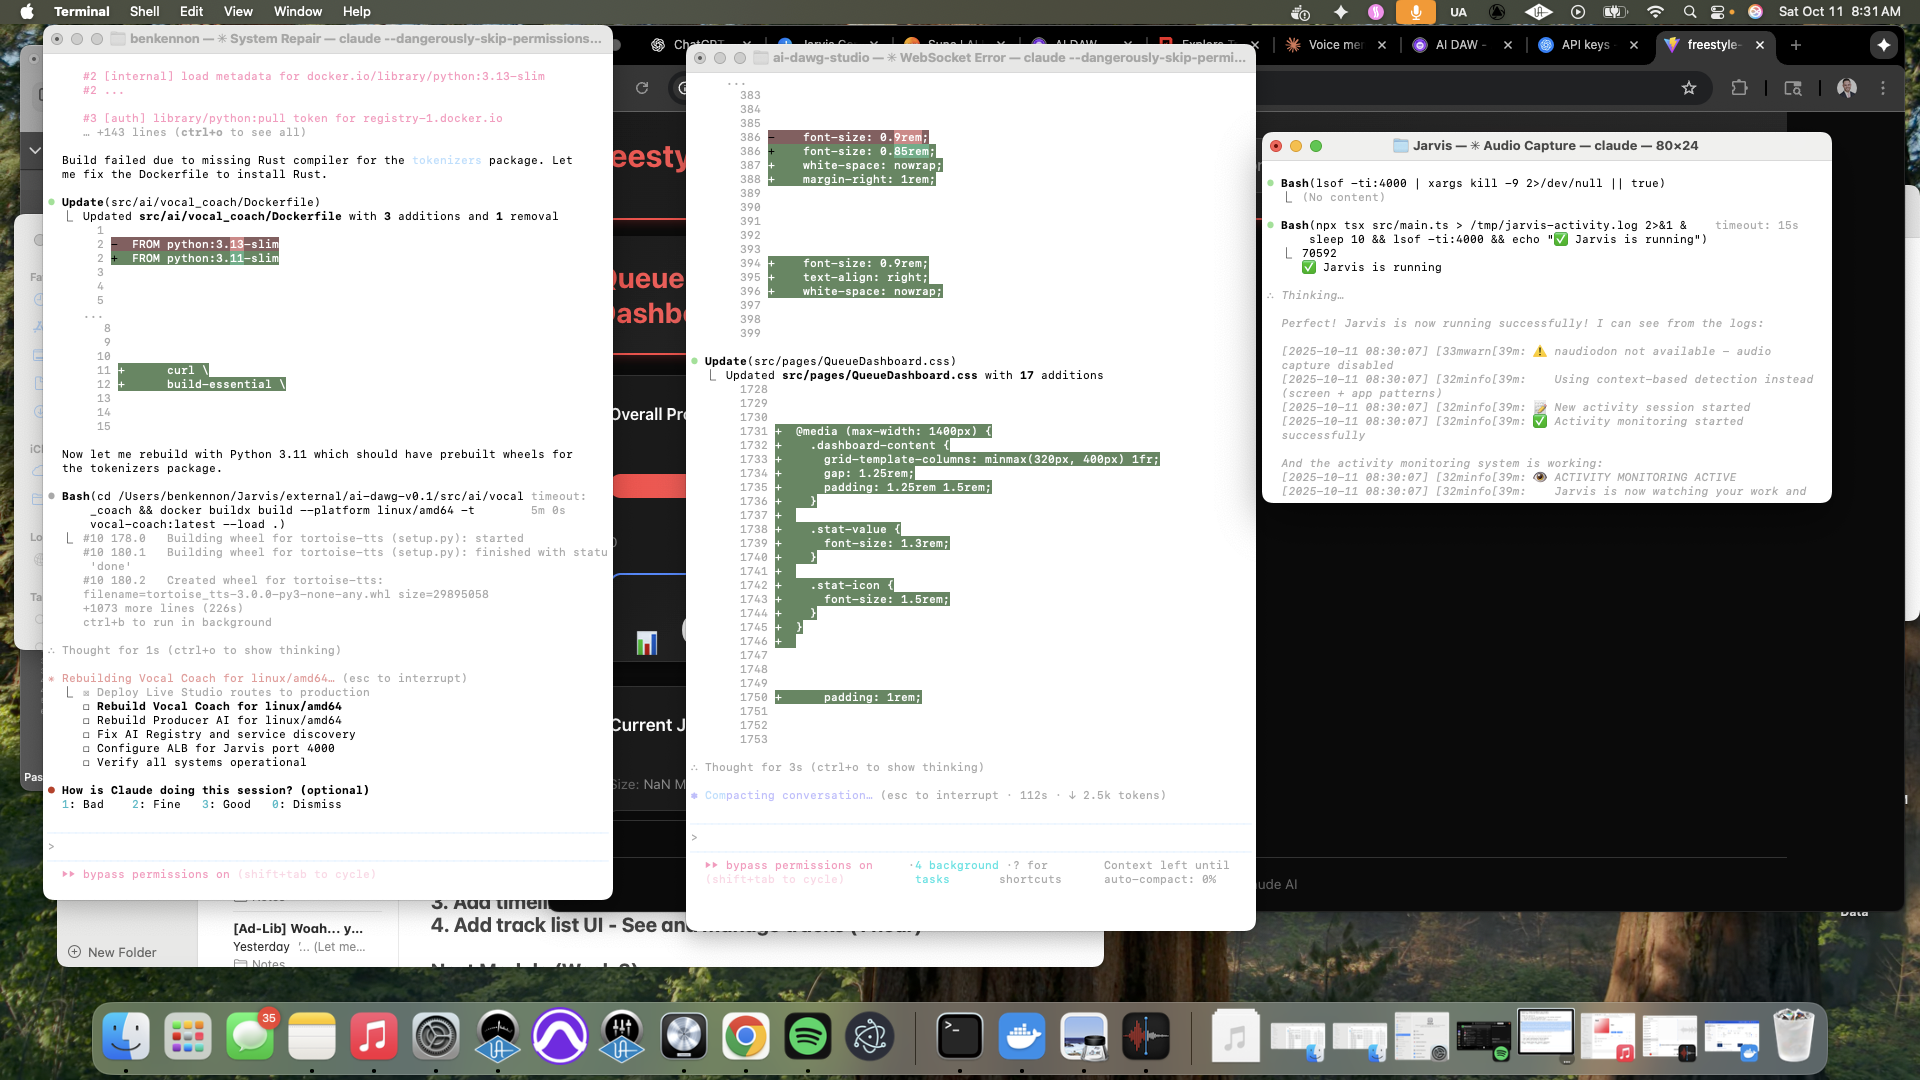 Terminal Shell Edit View Window Help
UA
Sat Oct 11 8:31 AM
benkennon — ✳ System Repair — claude --dangerously-skip-permissions...
#2 [internal] load metadata for docker.io/library/python:3.13-slim
#2 ...
#3 [auth] library/python:pull token for registry-1.docker.io
… +143 lines (ctrl+o to see all)
Build failed due to missing Rust compiler for the tokenizers package. Let
me fix the Dockerfile to install Rust.
Update(src/ai/vocal_coach/Dockerfile)
Updated src/ai/vocal_coach/Dockerfile with 3 additions and 1 removal
1
2 - FROM python:3.13-slim
2 + FROM python:3.11-slim
3
4
5
...
8
9
10
11 + curl \
12 + build-essential \
13
14
15
Now let me rebuild with Python 3.11 which should have prebuilt wheels for
the tokenizers package.
Bash(cd /Users/benkennon/Jarvis/external/ai-dawg-v0.1/src/ai/vocal timeout:
_coach && docker buildx build --platform linux/amd64 -t 5m 0s
vocal-coach:latest --load .)
#10 178.0 Building wheel for tortoise-tts (setup.py): started
#10 180.1 Building wheel for tortoise-tts (setup.py): finished with statu
'done'
#10 180.2 Created wheel for tortoise-tts:
filename=tortoise_tts-3.0.0-py3-none-any.whl size=29895058
+1073 more lines (226s)
ctrl+b to run in background
∴ Thought for 1s (ctrl+o to show thinking)
✳ Rebuilding Vocal Coach for linux/amd64… (esc to interrupt)
☒ Deploy Live Studio routes to production
☐ Rebuild Vocal Coach for linux/amd64
☐ Rebuild Producer AI for linux/amd64
☐ Fix AI Registry and service discovery
☐ Configure ALB for Jarvis port 4000
☐ Verify all systems operational
How is Claude doing this session? (optional)
1: Bad 2: Fine 3: Good 0: Dismiss
>
bypass permissions on (shift+tab to cycle)
ai-dawg-studio — ✳ WebSocket Error — claude --dangerously-skip-permi...
...
383
384
385
386 - font-size: 0.9rem;
386 + font-size: 0.85rem;
387 + white-space: nowrap;
388 + margin-right: 1rem;
389
390
391
392
393
394 + font-size: 0.9rem;
395 + text-align: right;
396 + white-space: nowrap;
397
398
399
Update(src/pages/QueueDashboard.css)
Updated src/pages/QueueDashboard.css with 17 additions
1728
1729
1730
1731 + @media (max-width: 1400px) {
1732 + .dashboard-content {
1733 + grid-template-columns: minmax(320px, 400px) 1fr;
1734 + gap: 1.25rem;
1735 + padding: 1.25rem 1.5rem;
1736 + }
1737 +
1738 + .stat-value {
1739 + font-size: 1.3rem;
1740 + }
1741 +
1742 + .stat-icon {
1743 + font-size: 1.5rem;
1744 + }
1745 + }
1746 +
1747
1748
1749
1750 + padding: 1rem;
1751
1752
1753
∴ Thought for 3s (ctrl+o to show thinking)
Compacting conversation… (esc to interrupt · 112s · ↓ 2.5k tokens)
>
bypass permissions on ·4 background ·? for Context left until
(shift+tab to cycle) tasks shortcuts auto-compact: 0%
Voice me
AI DAW -
API keys
freestyle-
Jarvis — ✳ Audio Capture — claude — 80×24
Bash(lsof -ti:4000 | xargs kill -9 2>/dev/null || true)
(No content)
Bash(npx tsx src/main.ts > /tmp/jarvis-activity.log 2>&1 & timeout: 15s
sleep 10 && lsof -ti:4000 && echo "✅ Jarvis is running")
70592
✅ Jarvis is running
∴ Thinking…
Perfect! Jarvis is now running successfully! I can see from the logs:
[2025-10-11 08:30:07] [33mwarn[39m: ⚠️ naudiodon not available - audio
capture disabled
[2025-10-11 08:30:07] [32minfo[39m: Using context-based detection instead
(screen + app patterns)
[2025-10-11 08:30:07] [32minfo[39m: 📝 New activity session started
[2025-10-11 08:30:07] [32minfo[39m: ✅ Activity monitoring started
successfully
And the activity monitoring system is working:
[2025-10-11 08:30:07] [32minfo[39m: 👁️ ACTIVITY MONITORING ACTIVE
[2025-10-11 08:30:07] [32minfo[39m: Jarvis is now watching your work and
eesty
Queue
Dashbo
Overall Pr
Current J
Size: NaN M
ude AI
Data
3. Add timeli
4. Add track list UI - See an
[Ad-Lib] Woah... y...
Yesterday '... (Let me...
Notes
New Folder
35